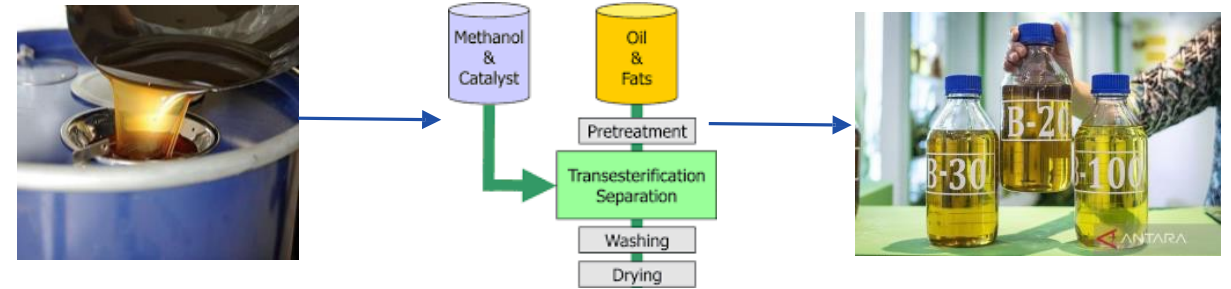 Methanol
&
Catalyst
Oil
&
Fats
Pretreatment
Transesterification
Separation
Washing
Drying
B-30
B-20
B-100
ANTARA